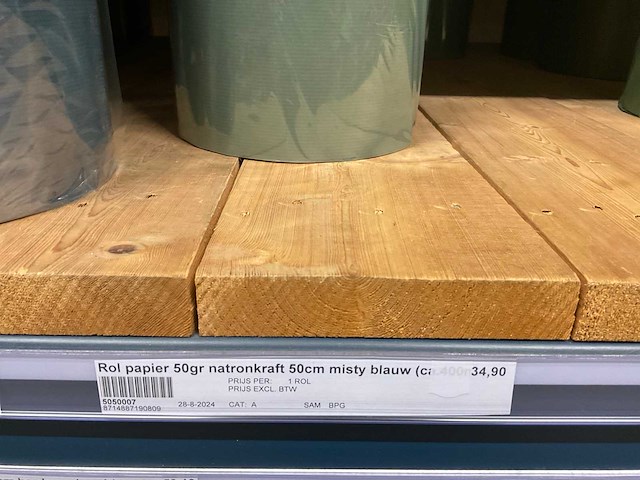 Rol papier 50gr natronkraft 50cm misty blauw (ca.400m 34,90
PRIJS PER: 1 ROL
PRIJS EXCL. BTW
5050007
8714887190809 28-8-2024 CAT: A SAM BPG